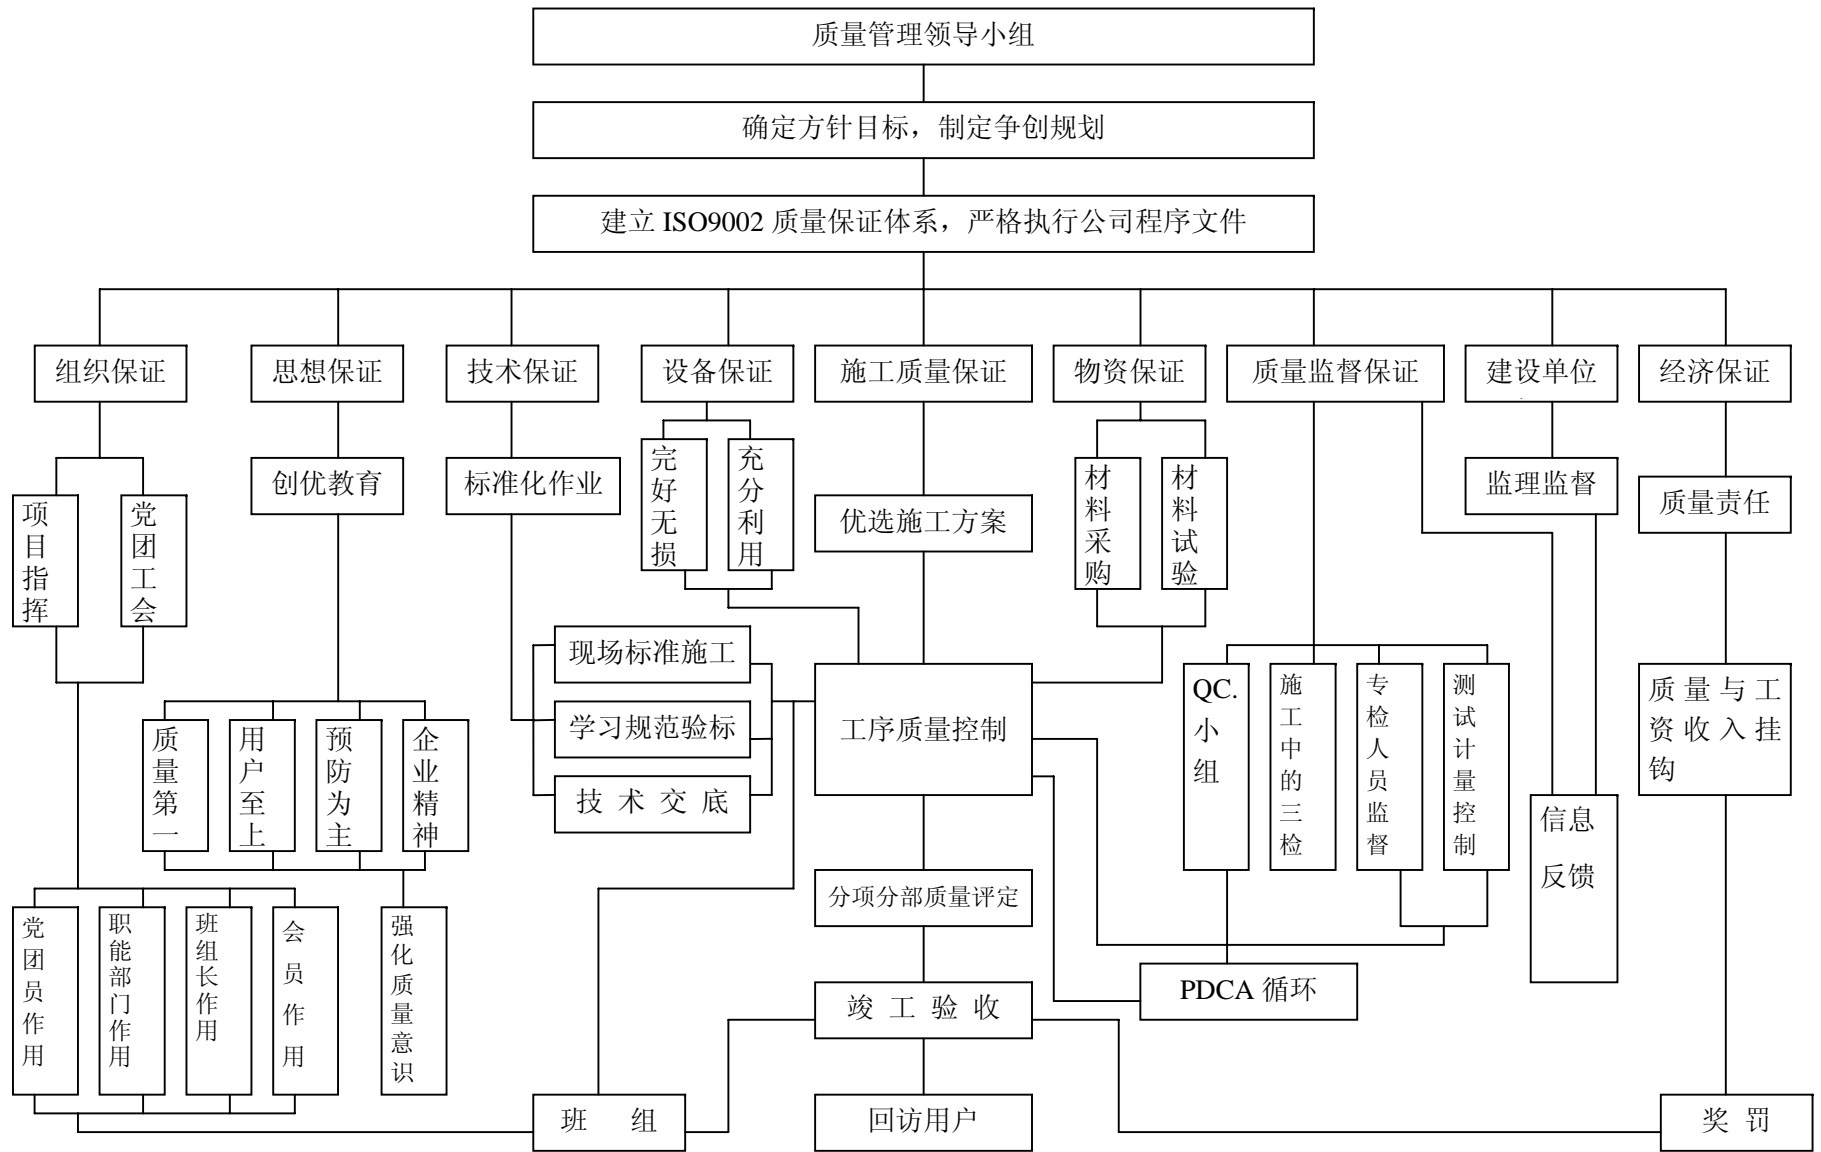 质量管理领导小组
确定方针目标，制定争创规划
建立 ISO9002 质量保证体系，严格执行公司程序文件
组织保证
思想保证
技术保证
设备保证
施工质量保证
物资保证
质量监督保证
建设单位
经济保证
项目指挥
党团工会
创优教育
标准化作业
完好无损
充分利用
优选施工方案
材料采购
材料试验
监理监督
质量责任
现场标准施工
学习规范验标
技 术 交 底
工序质量控制
QC.
小
组
施工中的三检
专检人员监督
测试计量控制
质 量 与 工
资 收 入 挂
钩
质量第一
用户至上
预防为主
企业精神
信息
反馈
分项分部质量评定
党团员作用
职能部门作用
班组长作用
会员作用
强化质量意识
PDCA 循环
竣 工 验 收
班 组
回访用户
奖 罚